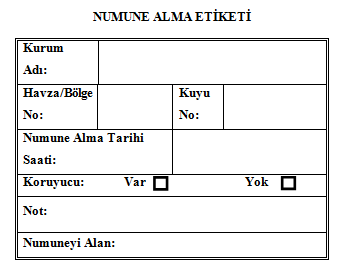 NUMUNE ALMA ETİKETİ
Kurum
Adı:
Havza/Bölge
No:
Kuyu
No:
Numune Alma Tarihi
Saati:
Koruyucu: Var Yok
Not:
Numuneyi Alan: